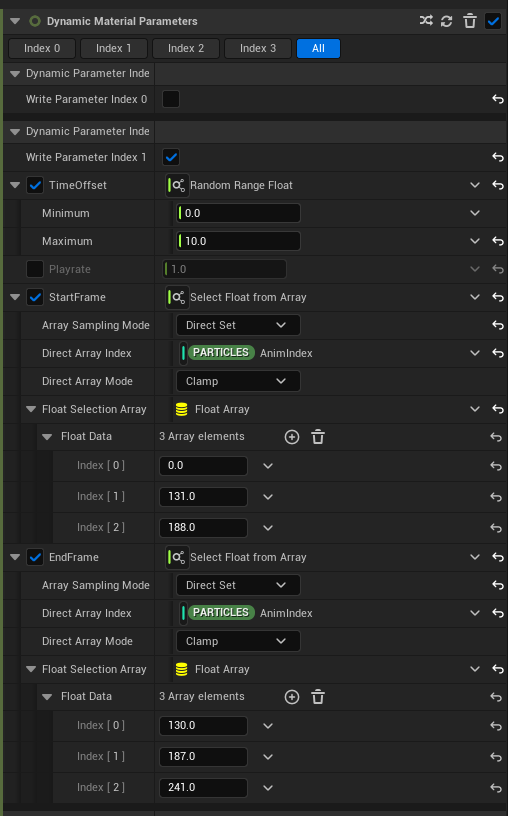 Dynamic Material Parameters
Index 0 Index 1 Index 2 Index 3 All
Dynamic Parameter Inde
Write Parameter Index 0
Dynamic Parameter Inde
Write Parameter Index 1
TimeOffset Random Range Float
Minimum 0.0
Maximum 10.0
Playrate 1.0
StartFrame Select Float from Array
Array Sampling Mode Direct Set
Direct Array Index PARTICLES AnimIndex
Direct Array Mode Clamp
Float Selection Array Float Array
Float Data 3 Array elements
Index [ 0 ] 0.0
Index [ 1 ] 131.0
Index [ 2 ] 188.0
EndFrame Select Float from Array
Array Sampling Mode Direct Set
Direct Array Index PARTICLES AnimIndex
Direct Array Mode Clamp
Float Selection Array Float Array
Float Data 3 Array elements
Index [ 0 ] 130.0
Index [ 1 ] 187.0
Index [ 2 ] 241.0